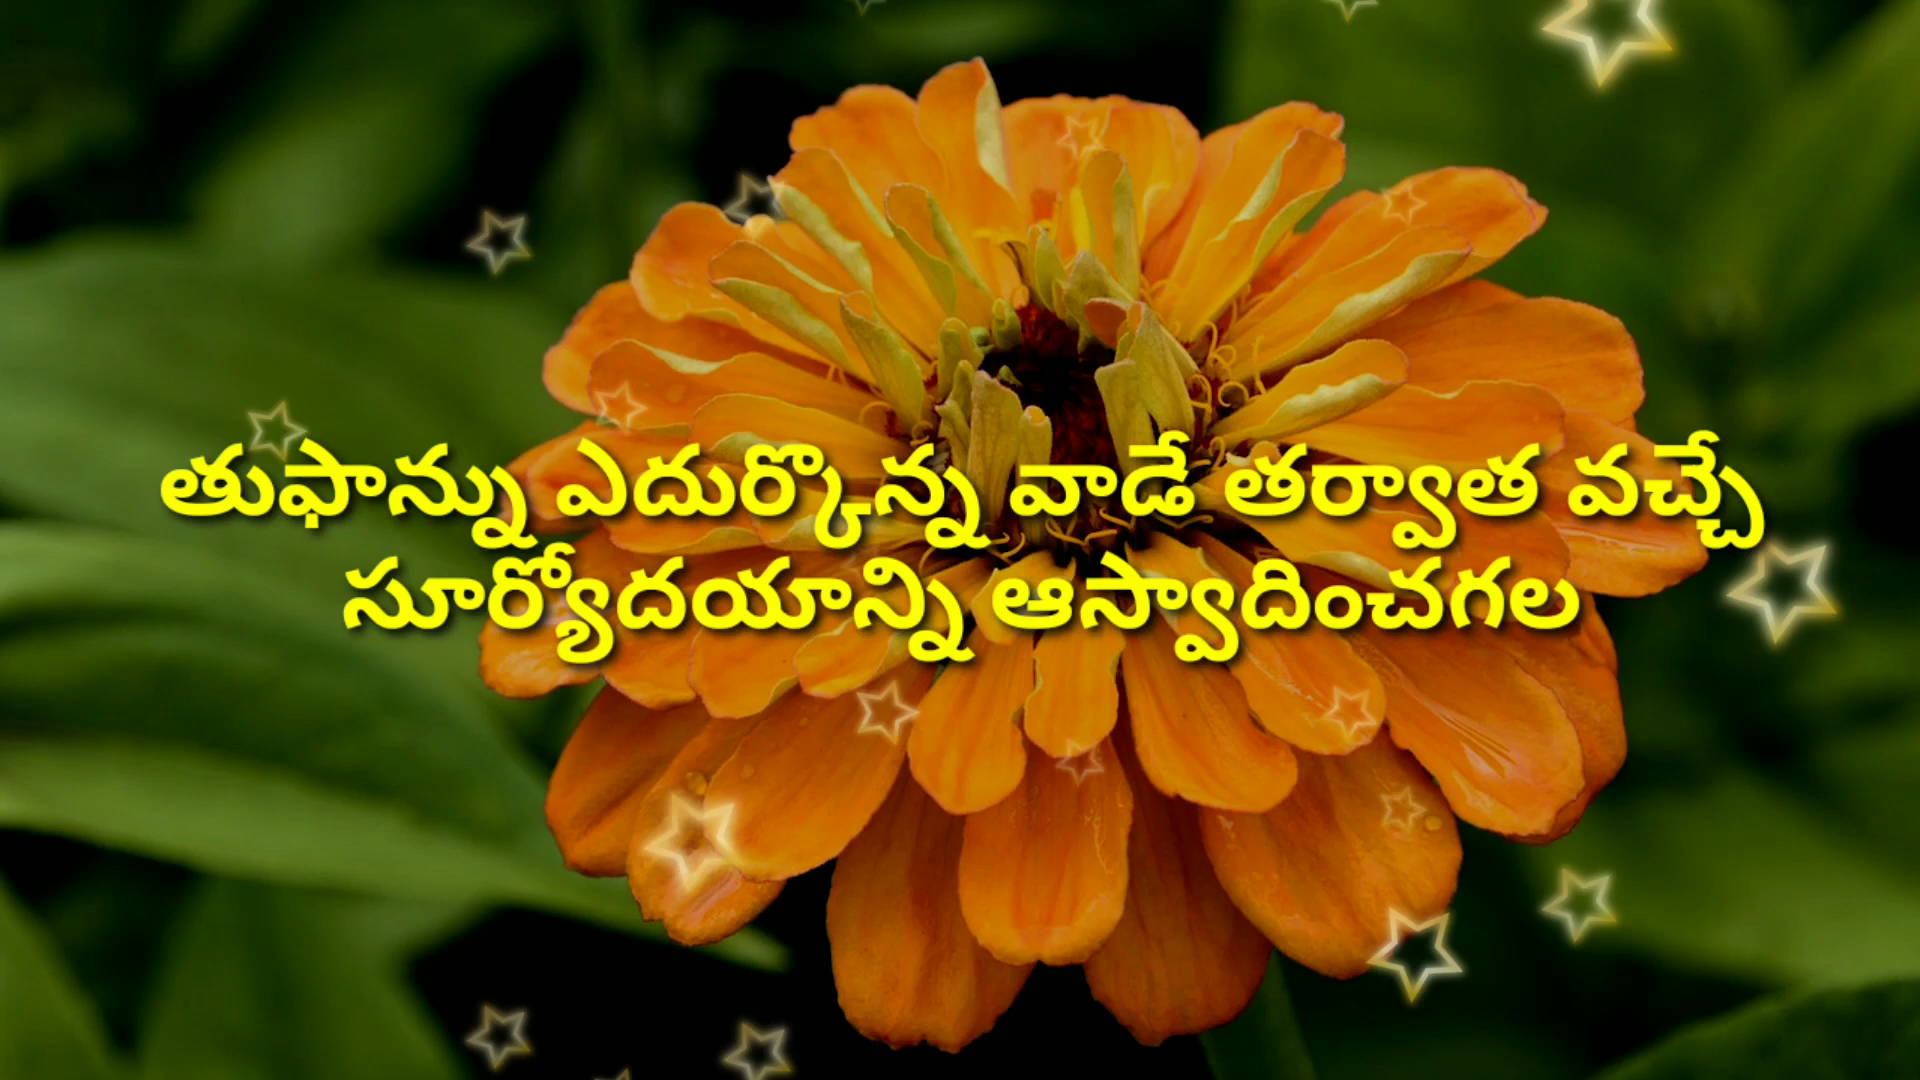 తుఫాన్ను ఎదుర్కొన్న వాడే తర్వాత వచ్చే
సూర్యోదయాన్ని ఆస్వాదించగల